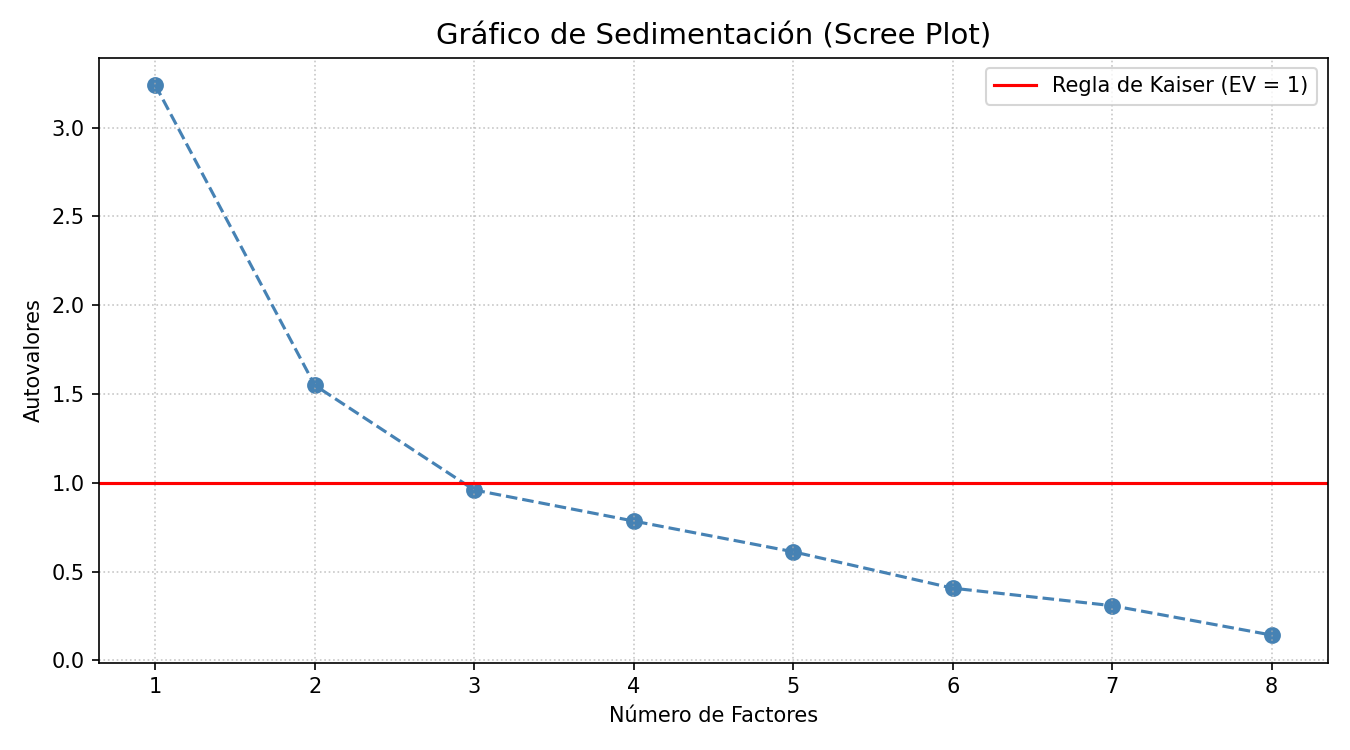 Gráfico de Sedimentación (Scree Plot)
Regla de Kaiser (EV = 1)
Autovalores
3.0
2.5
2.0
1.5
1.0
0.5
0.0
1 2 3 4 5 6 7 8
Número de Factores